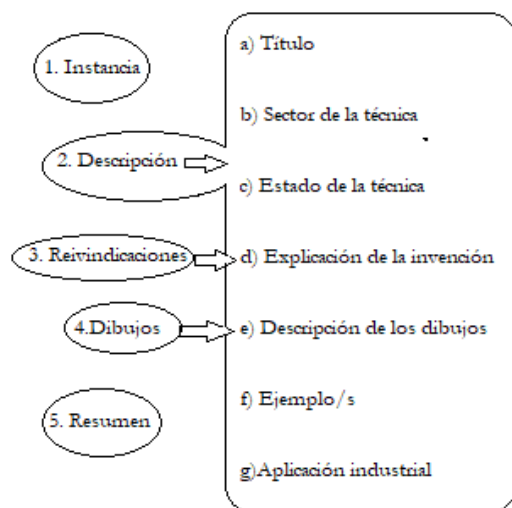 1. Instancia
2. Descripción
3. Reivindicaciones
4.Dibujos
5. Resumen
a) Título
b) Sector de la técnica
c) Estado de la técnica
d) Explicación de la invención
e) Descripción de los dibujos
f) Ejemplo/s
g)Aplicación industrial